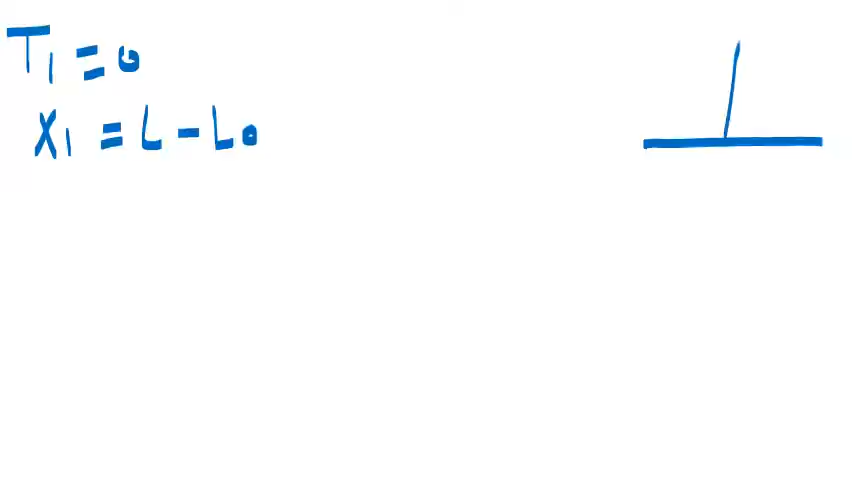 T1 = 0
X1 = L - L0